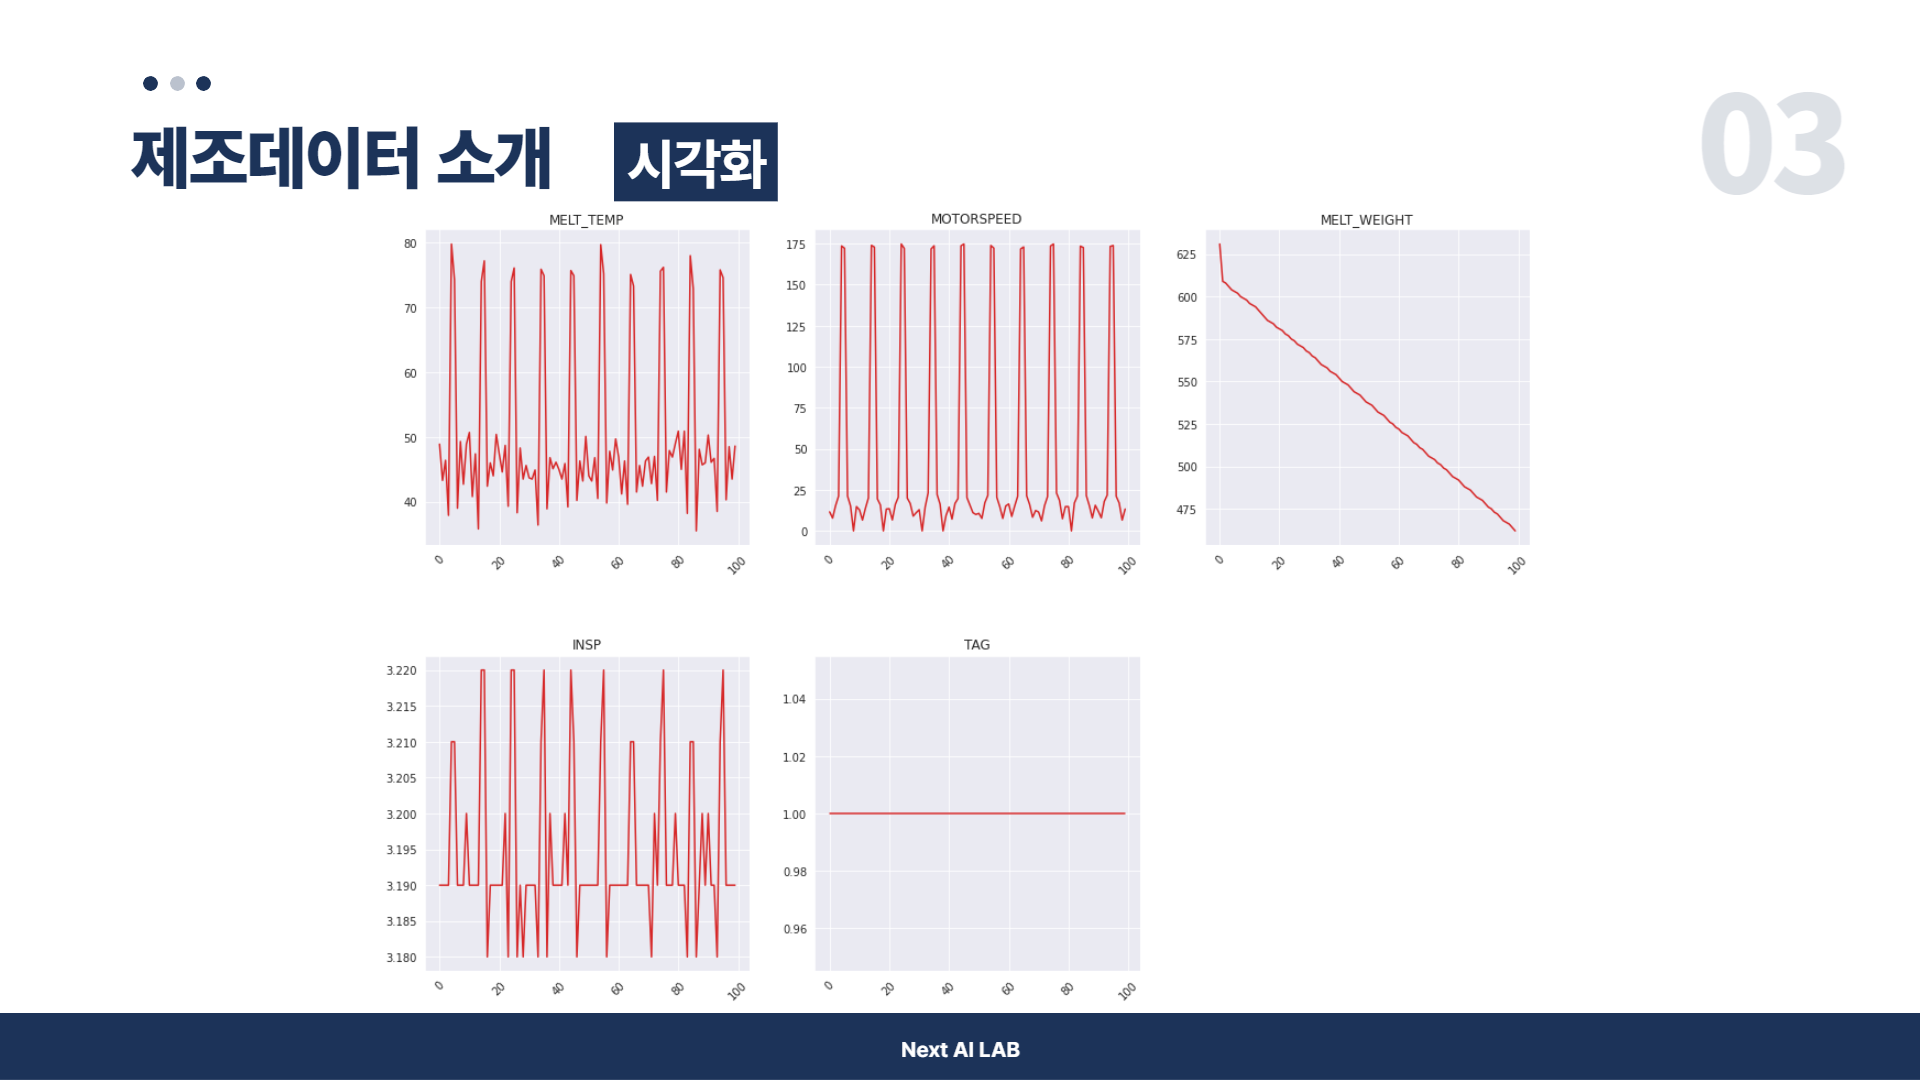 제조데이터 소개 시각화
03
MELT_TEMP
80
70
60
50
40
0 20 40 60 80 100
MOTORSPEED
175
150
125
100
75
50
25
0
0 20 40 60 80 100
MELT_WEIGHT
625
600
575
550
525
500
475
0 20 40 60 80 100
INSP
3.220
3.215
3.210
3.205
3.200
3.195
3.190
3.185
3.180
0 20 40 60 80 100
TAG
1.04
1.02
1.00
0.98
0.96
0 20 40 60 80 100
Next AI LAB